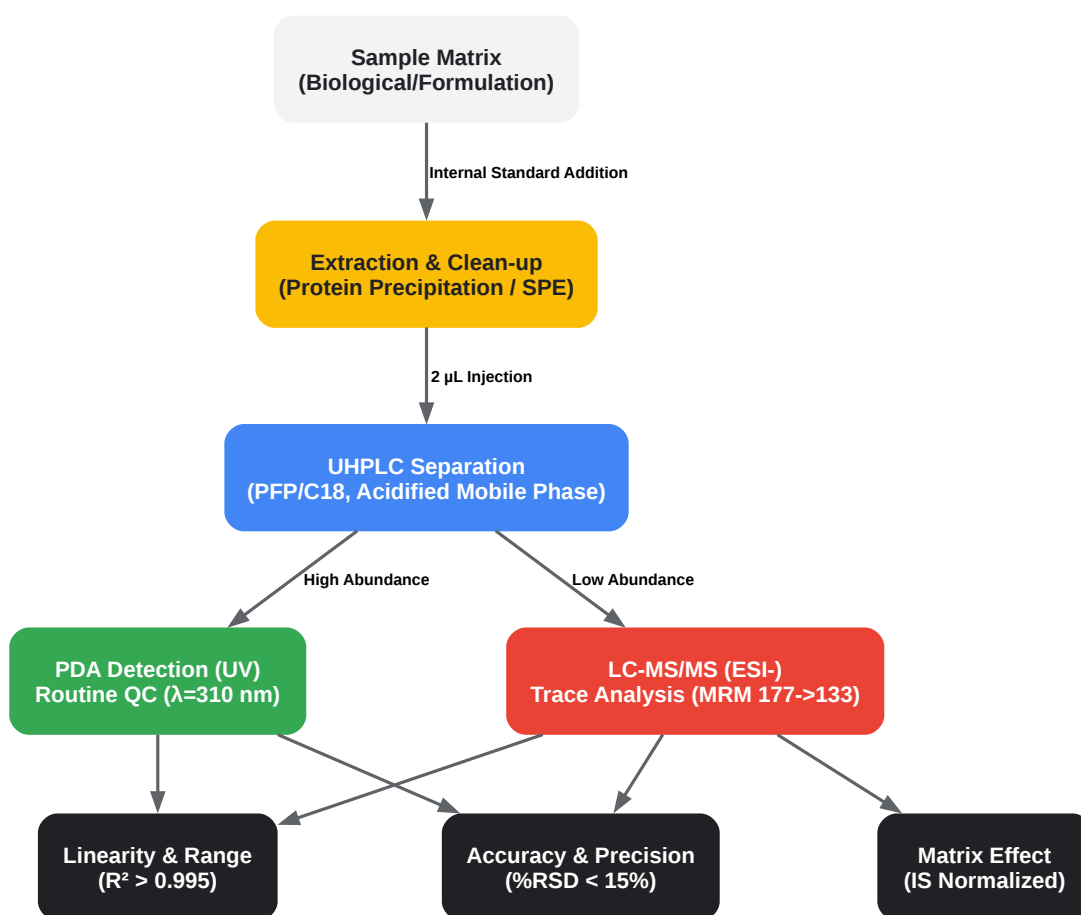 Sample Matrix
(Biological/Formulation)
Internal Standard Addition
Extraction & Clean-up
(Protein Precipitation / SPE)
2 µL Injection
UHPLC Separation
(PFP/C18, Acidified Mobile Phase)
High Abundance
Low Abundance
PDA Detection (UV)
Routine QC (λ=310 nm)
LC-MS/MS (ESI-)
Trace Analysis (MRM 177->133)
Linearity & Range
(R² > 0.995)
Accuracy & Precision
(%RSD < 15%)
Matrix Effect
(IS Normalized)